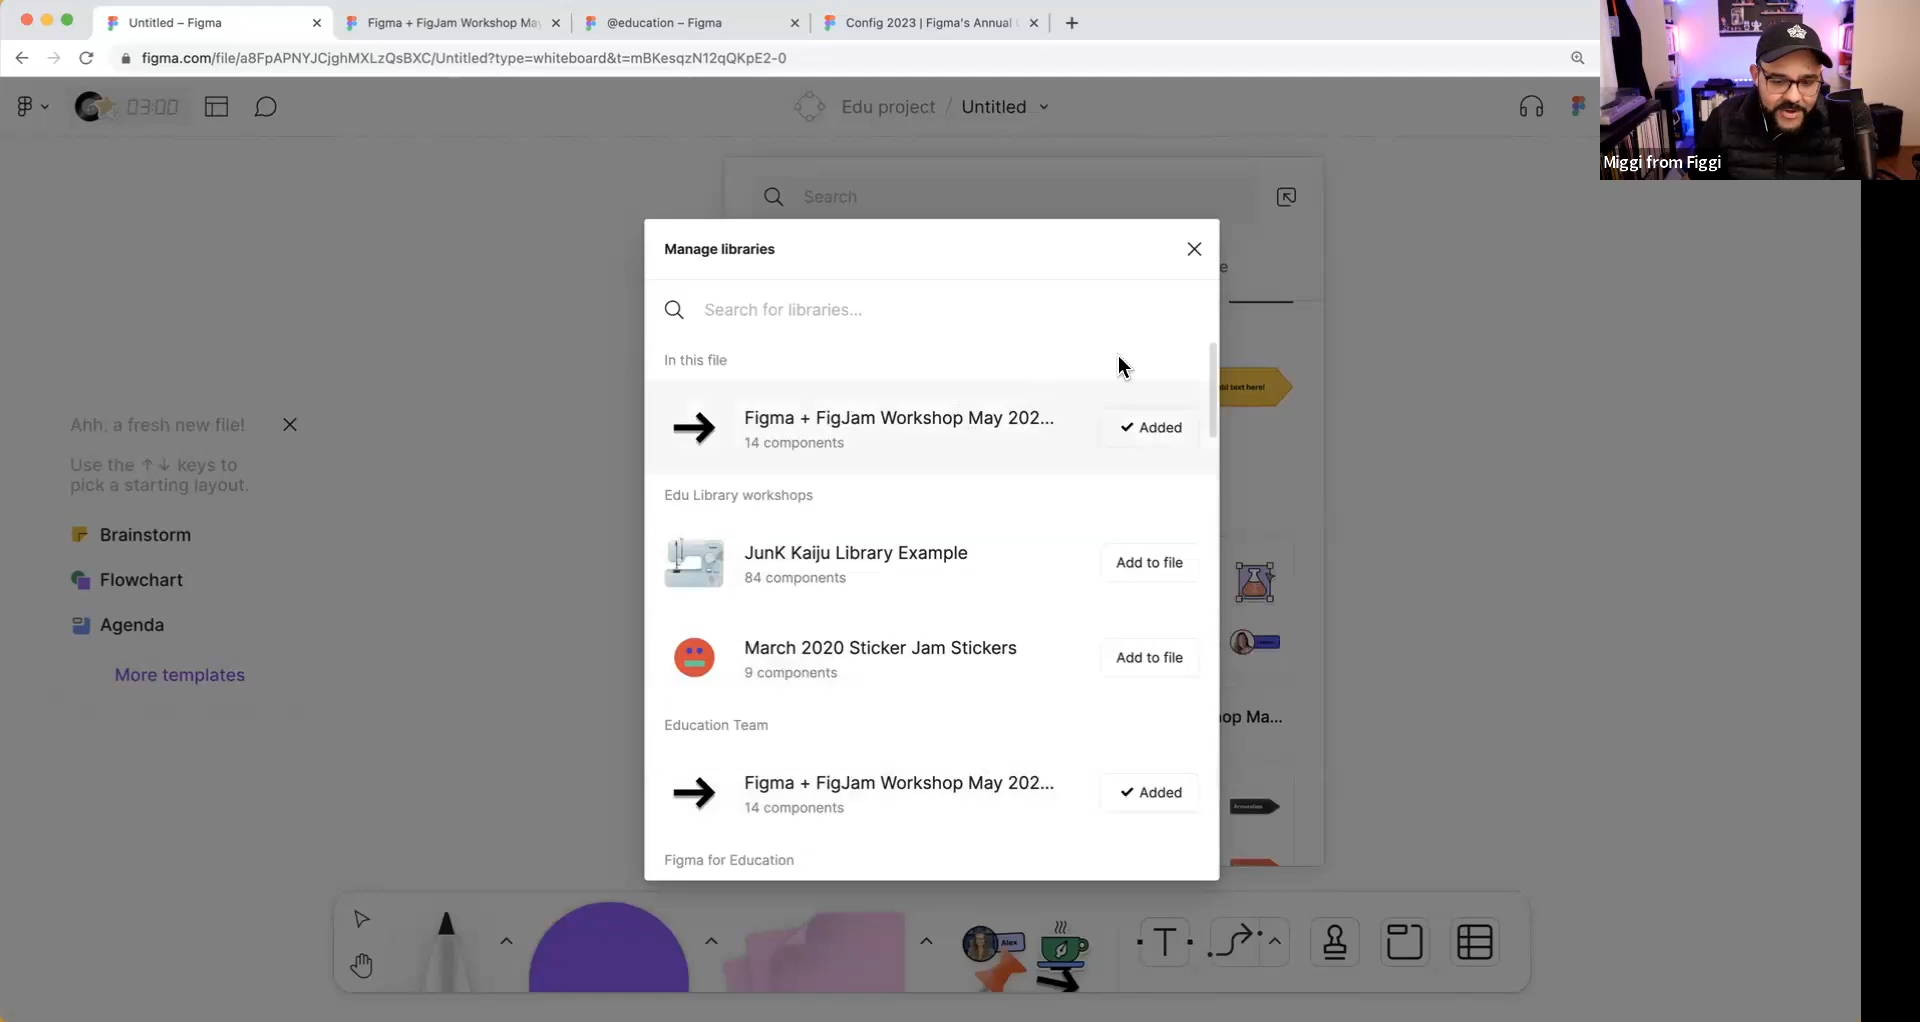 Untitled – Figma
Figma + FigJam Workshop May
@education – Figma
Config 2023 | Figma's Annual
figma.com/file/a8FpAPNYJCjghMXLzQsBXC/Untitled?type=whiteboard&t=mBKesqzN12qQKpE2-0
03:00
Edu project / Untitled
Miggi from Figgi
Search
Manage libraries
Search for libraries...
In this file
Figma + FigJam Workshop May 202...
14 components
Added
Edu Library workshops
JunK Kaiju Library Example
84 components
Add to file
March 2020 Sticker Jam Stickers
9 components
Add to file
Education Team
Figma + FigJam Workshop May 202...
14 components
Added
Figma for Education
Ahh, a fresh new file!
Use the ↑↓ keys to
pick a starting layout.
Brainstorm
Flowchart
Agenda
More templates
text here!
op Ma...
Alex
T